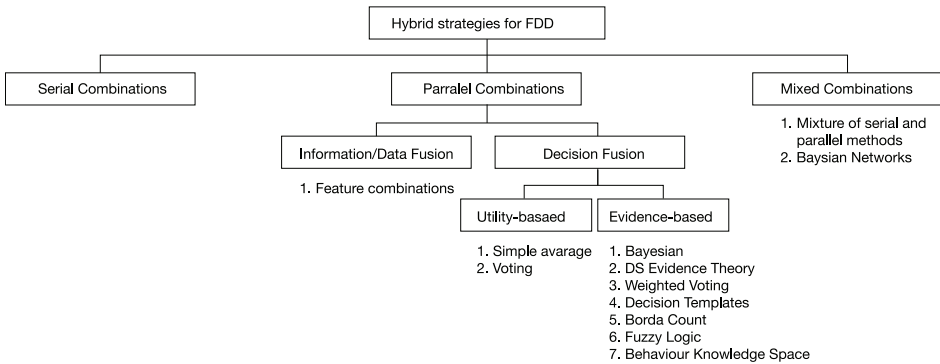 Hybrid strategies for FDD
Serial Combinations
Parralel Combinations
Mixed Combinations
1. Mixture of serial and
parallel methods
2. Baysian Networks
Information/Data Fusion
Decision Fusion
1. Feature combinations
Utility-basaed
Evidence-based
1. Simple avarage
2. Voting
1. Bayesian
2. DS Evidence Theory
3. Weighted Voting
4. Decision Templates
5. Borda Count
6. Fuzzy Logic
7. Behaviour Knowledge Space